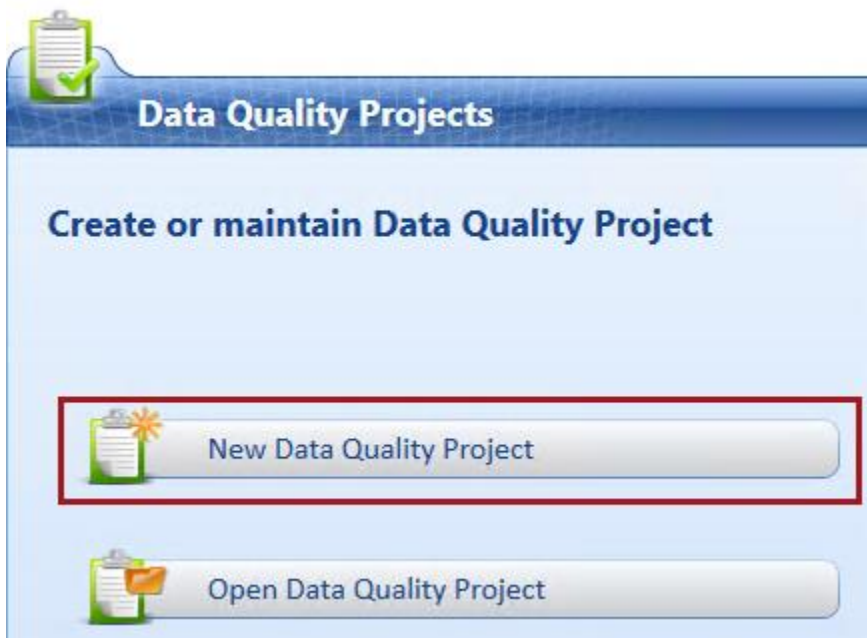 Data Quality Projects
Create or maintain Data Quality Project
New Data Quality Project
Open Data Quality Project